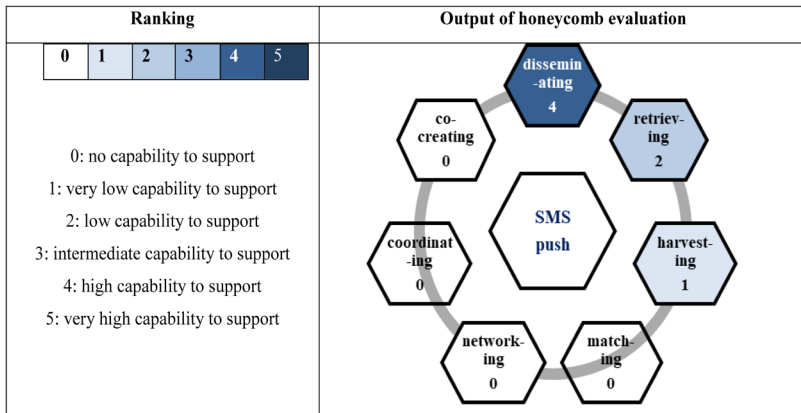 Ranking
Output of honeycomb evaluation
0 1 2 3 4 5
0: no capability to support
1: very low capability to support
2: low capability to support
3: intermediate capability to support
4: high capability to support
5: very high capability to support
dissemin
-ating
4
retriev-
ing
2
harvest-
ing
1
match-
ing
0
network-
ing
0
coordinat
-ing
0
co-
creating
0
SMS
push